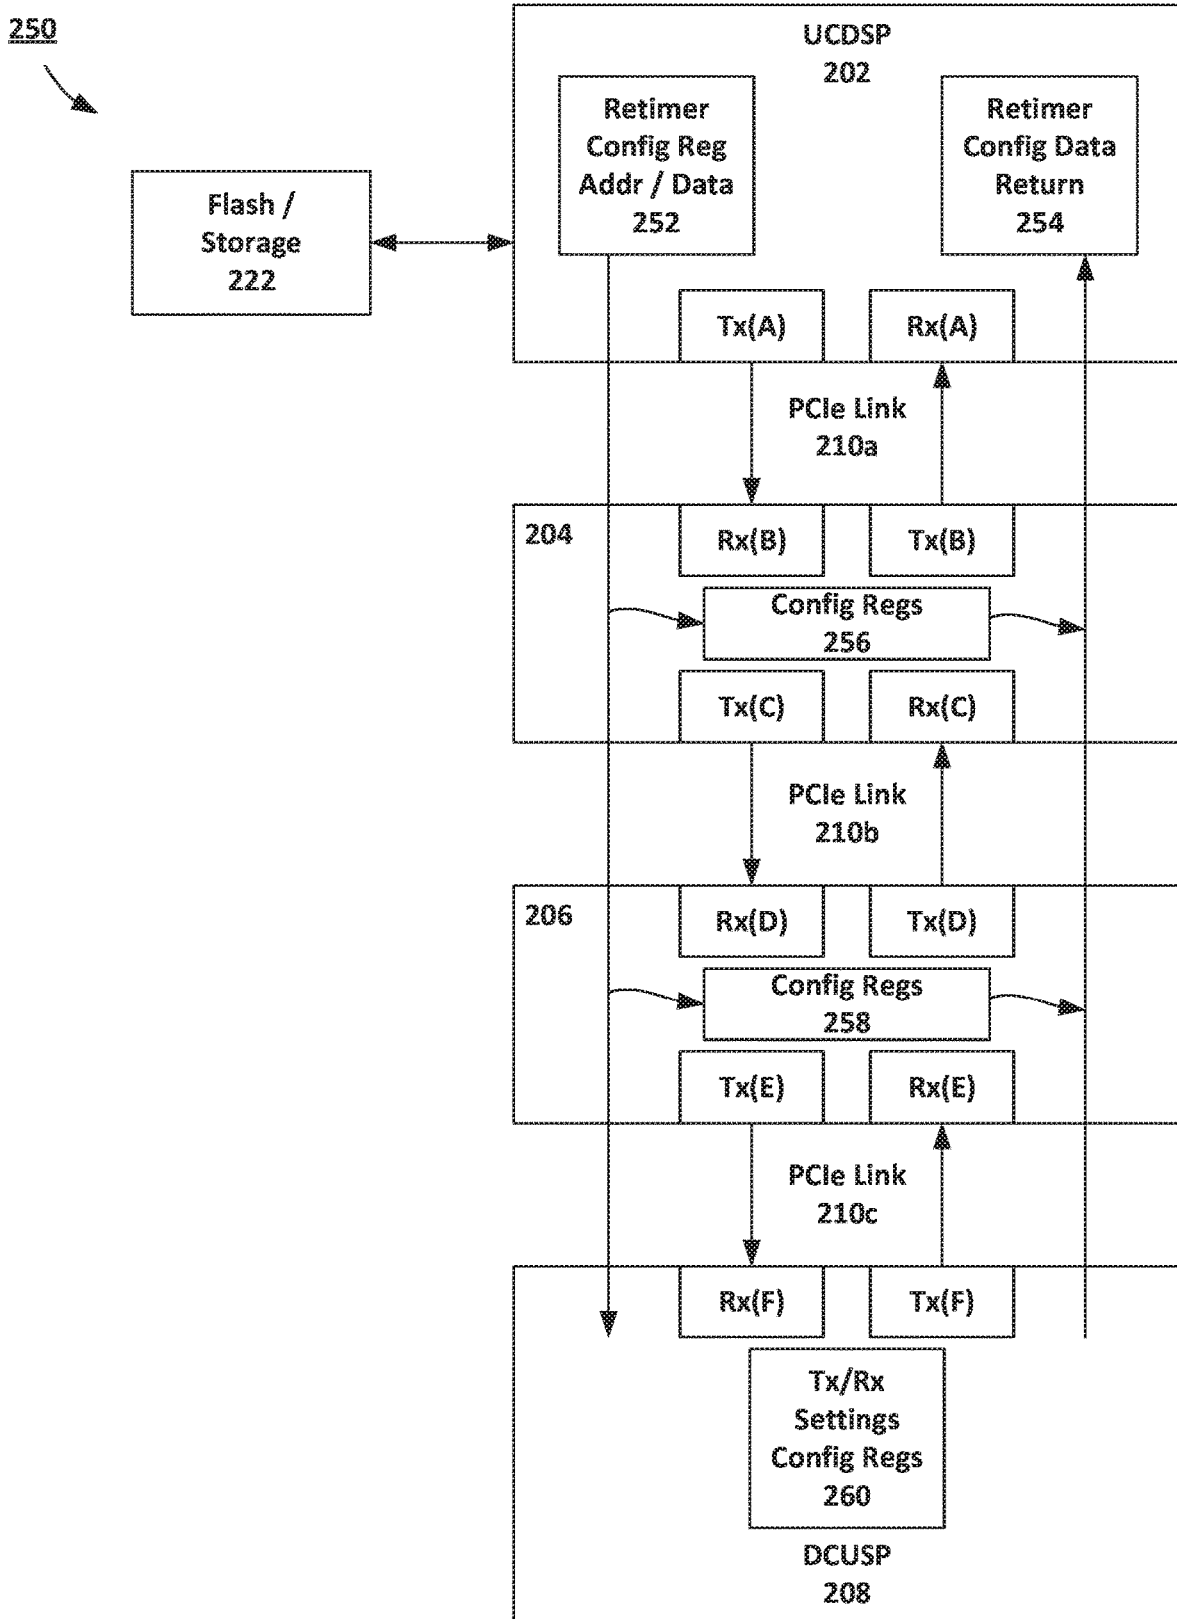 250
UCDSP
202
Retimer
Config Reg
Addr / Data
252
Retimer
Config Data
Return
254
Flash /
Storage
222
Tx(A)
Rx(A)
PCIe Link
210a
204
Rx(B)
Tx(B)
Config Regs
256
Tx(C)
Rx(C)
PCIe Link
210b
206
Rx(D)
Tx(D)
Config Regs
258
Tx(E)
Rx(E)
PCIe Link
210c
Rx(F)
Tx(F)
Tx/Rx
Settings
Config Regs
260
DCUSP
208